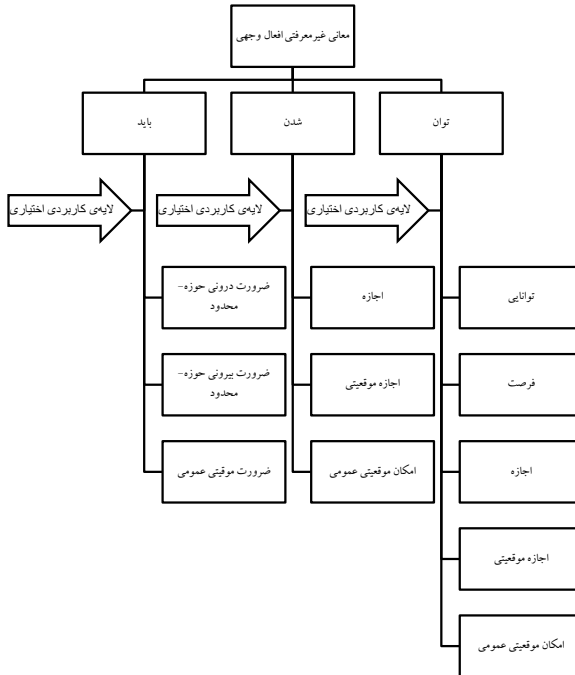 معانی غیرمعرفتی افعال وجهی
توان
شدن
باید
لایه‌ی کاربردی اختیاری
لایه‌ی کاربردی اختیاری
لایه‌ی کاربردی اختیاری
توانایی
اجازه
ضرورت درونی حوزه-
محدود
فرصت
اجازه موقعیتی
ضرورت بیرونی حوزه-
محدود
اجازه
امکان موقعیتی عمومی
ضرورت موقیتی عمومی
اجازه موقعیتی
امکان موقعیتی عمومی